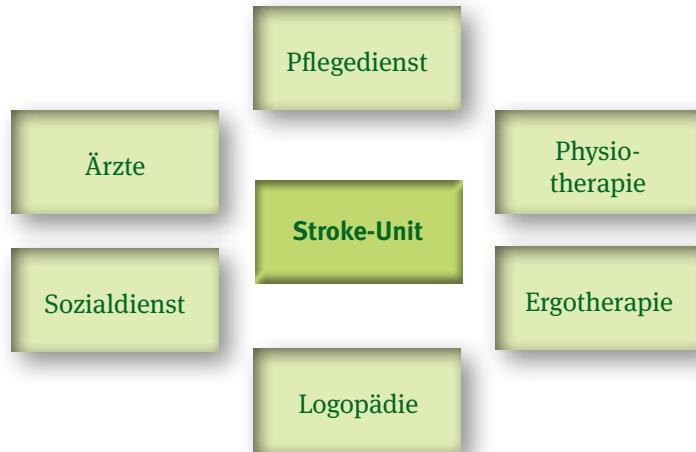 Pflegedienst
Ärzte
Physio-
therapie
Stroke-Unit
Sozialdienst
Ergotherapie
Logopädie